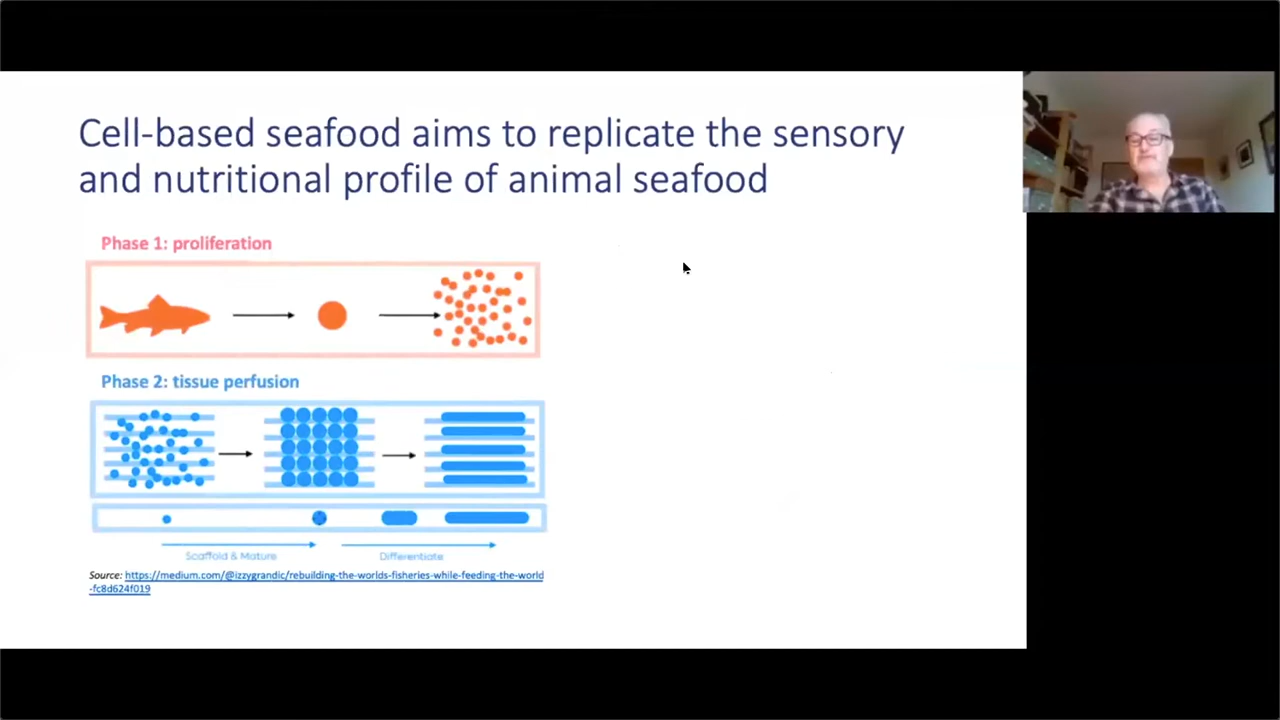 Cell-based seafood aims to replicate the sensory
and nutritional profile of animal seafood
Phase 1: proliferation
Phase 2: tissue perfusion
Scaffold & Mature
Differentiate
Source: https://medium.com/@izzygrandic/rebuilding-the-worlds-fisheries-while-feeding-the-world
-fc8d624f019